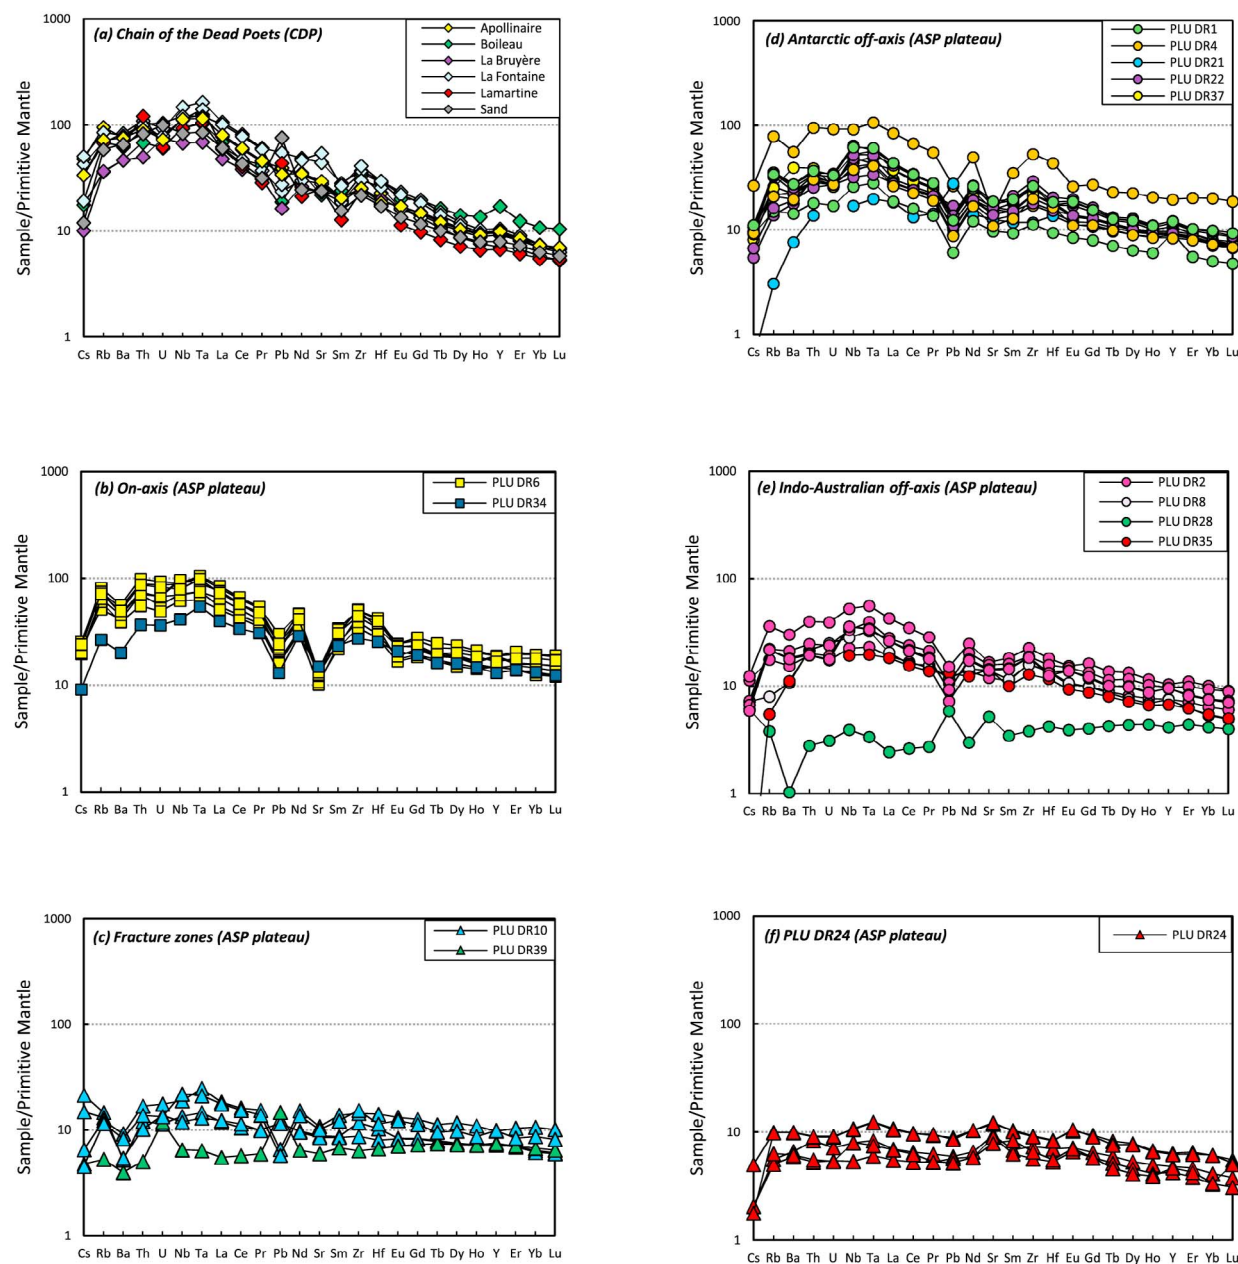 (a) Chain of the Dead Poets (CDP)
Apollinaire
Boileau
La Bruyère
La Fontaine
Lamartine
Sand
1000
100
10
1
Sample/Primitive Mantle
Cs Rb Ba Th U Nb Ta La Ce Pr Pb Nd Sr Sm Zr Hf Eu Gd Tb Dy Ho Y Er Yb Lu
(d) Antarctic off-axis (ASP plateau)
PLU DR1
PLU DR4
PLU DR21
PLU DR22
PLU DR37
1000
100
10
1
Sample/Primitive Mantle
Cs Rb Ba Th U Nb Ta La Ce Pr Pb Nd Sr Sm Zr Hf Eu Gd Tb Dy Ho Y Er Yb Lu
(b) On-axis (ASP plateau)
PLU DR6
PLU DR34
1000
100
10
1
Sample/Primitive Mantle
Cs Rb Ba Th U Nb Ta La Ce Pr Pb Nd Sr Sm Zr Hf Eu Gd Tb Dy Ho Y Er Yb Lu
(e) Indo-Australian off-axis (ASP plateau)
PLU DR2
PLU DR8
PLU DR28
PLU DR35
1000
100
10
1
Sample/Primitive Mantle
Cs Rb Ba Th U Nb Ta La Ce Pr Pb Nd Sr Sm Zr Hf Eu Gd Tb Dy Ho Y Er Yb Lu
(c) Fracture zones (ASP plateau)
PLU DR10
PLU DR39
1000
100
10
1
Sample/Primitive Mantle
Cs Rb Ba Th U Nb Ta La Ce Pr Pb Nd Sr Sm Zr Hf Eu Gd Tb Dy Ho Y Er Yb Lu
(f) PLU DR24 (ASP plateau)
PLU DR24
1000
100
10
1
Sample/Primitive Mantle
Cs Rb Ba Th U Nb Ta La Ce Pr Pb Nd Sr Sm Zr Hf Eu Gd Tb Dy Ho Y Er Yb Lu